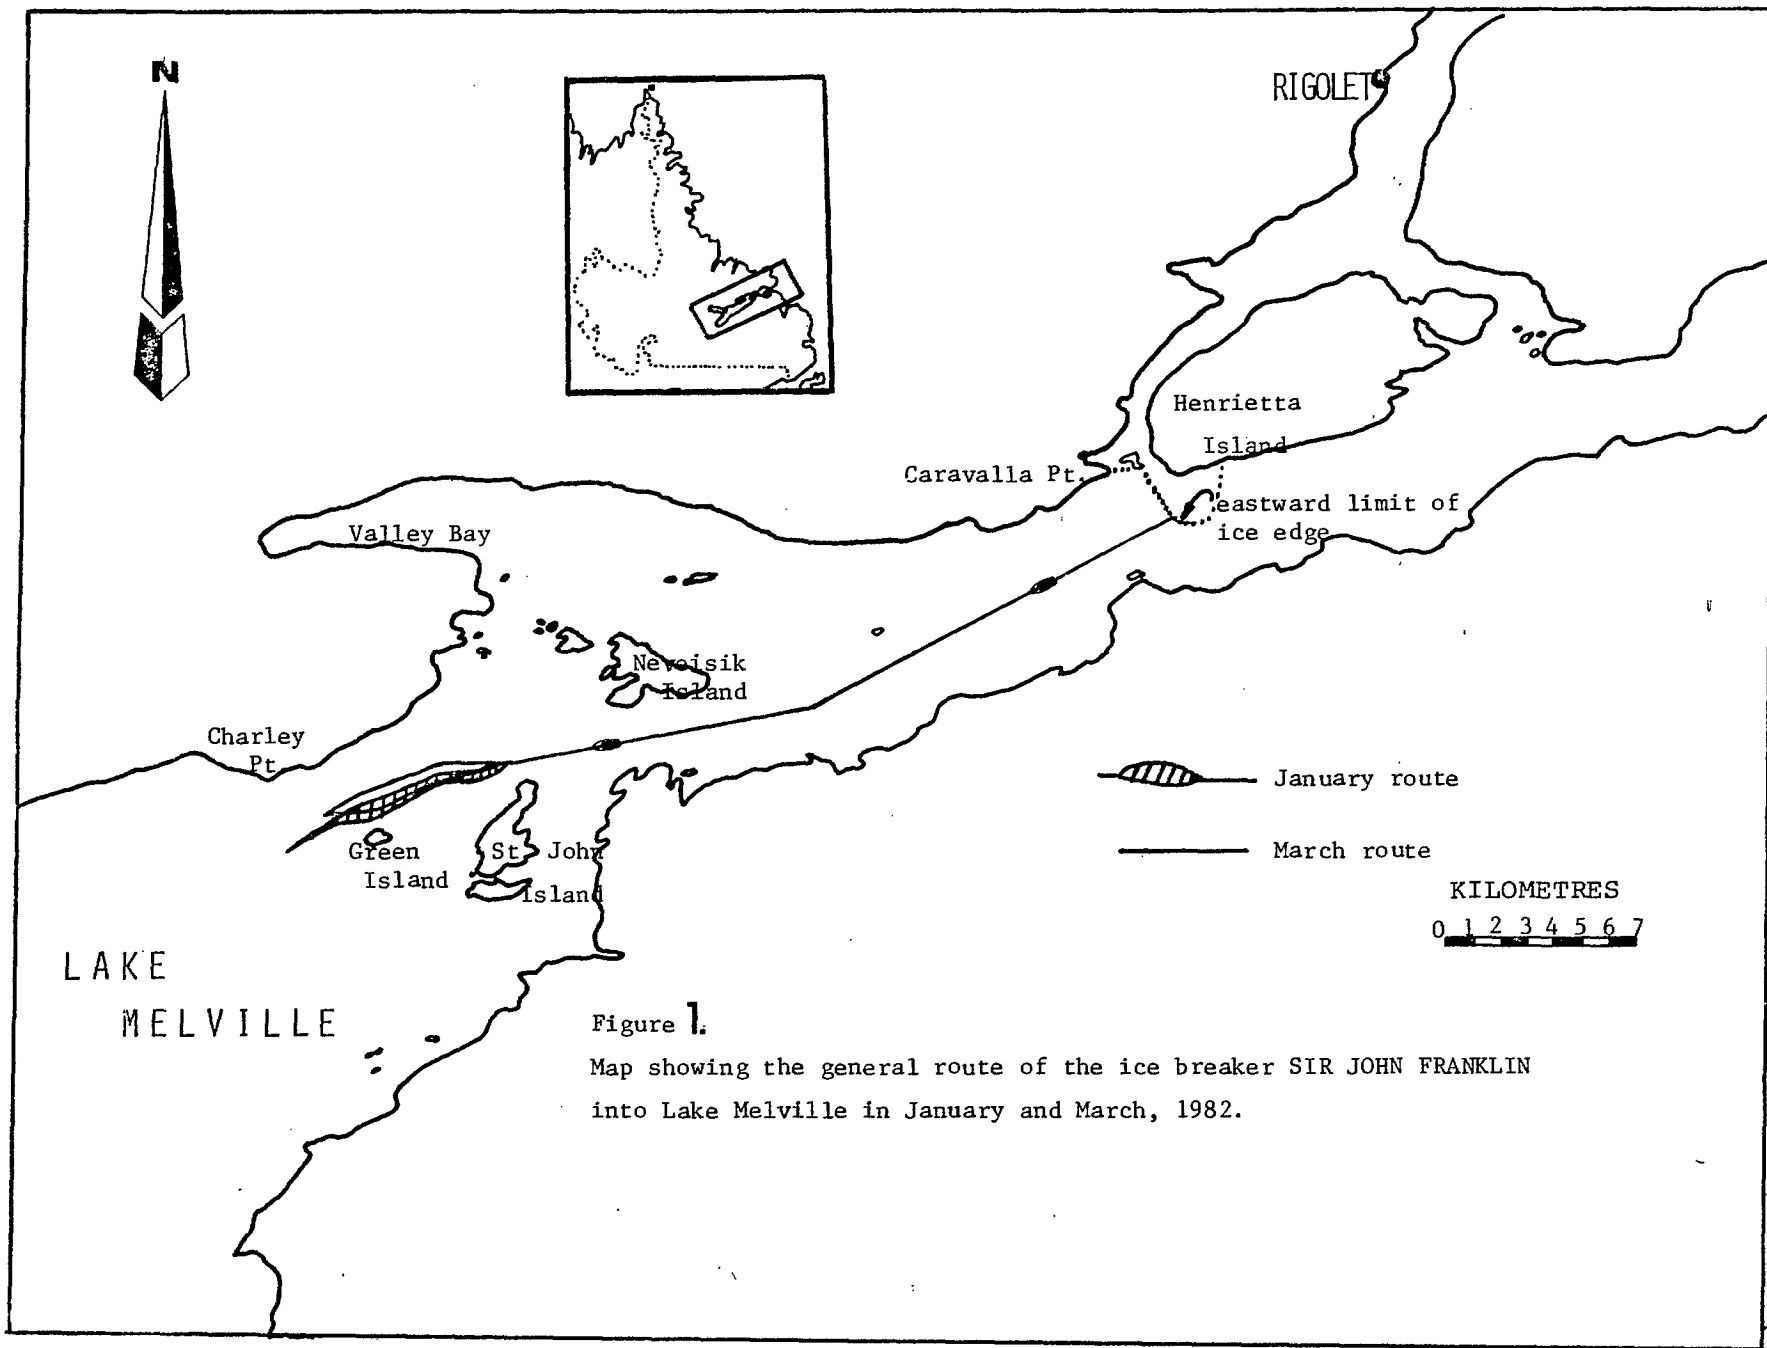 N
RIGOLET
Henrietta
Island
Caravalla Pt.
eastward limit of
ice edge
Valley Bay
Neveisik
Island
Charley
Pt
Green
Island
St. John
Island
January route
March route
KILOMETRES
0 1 2 3 4 5 6 7
LAKE
MELVILLE
Figure 1.
Map showing the general route of the ice breaker SIR JOHN FRANKLIN
into Lake Melville in January and March, 1982.